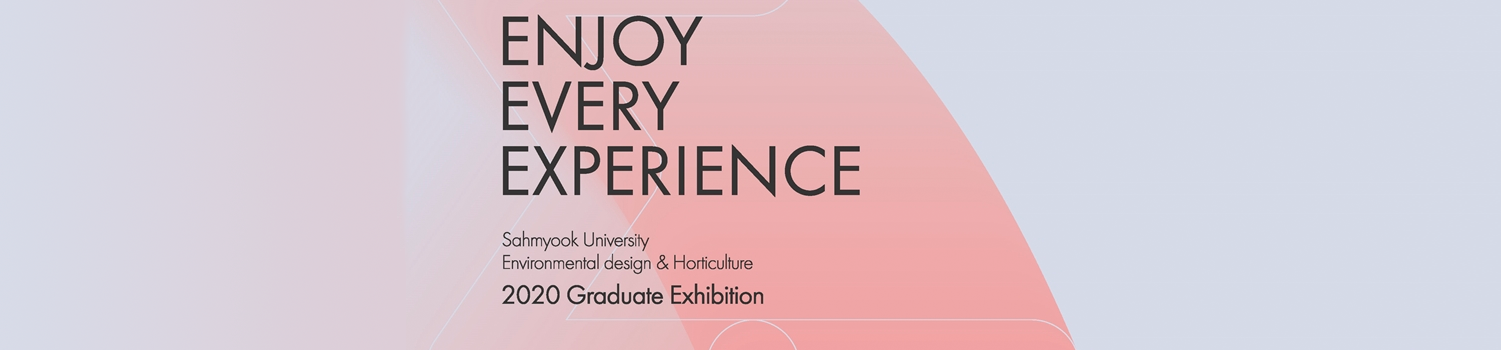 ENJOY
EVERY
EXPERIENCE
Sahmyook University
Environmental design & Horticulture
2020 Graduate Exhibition